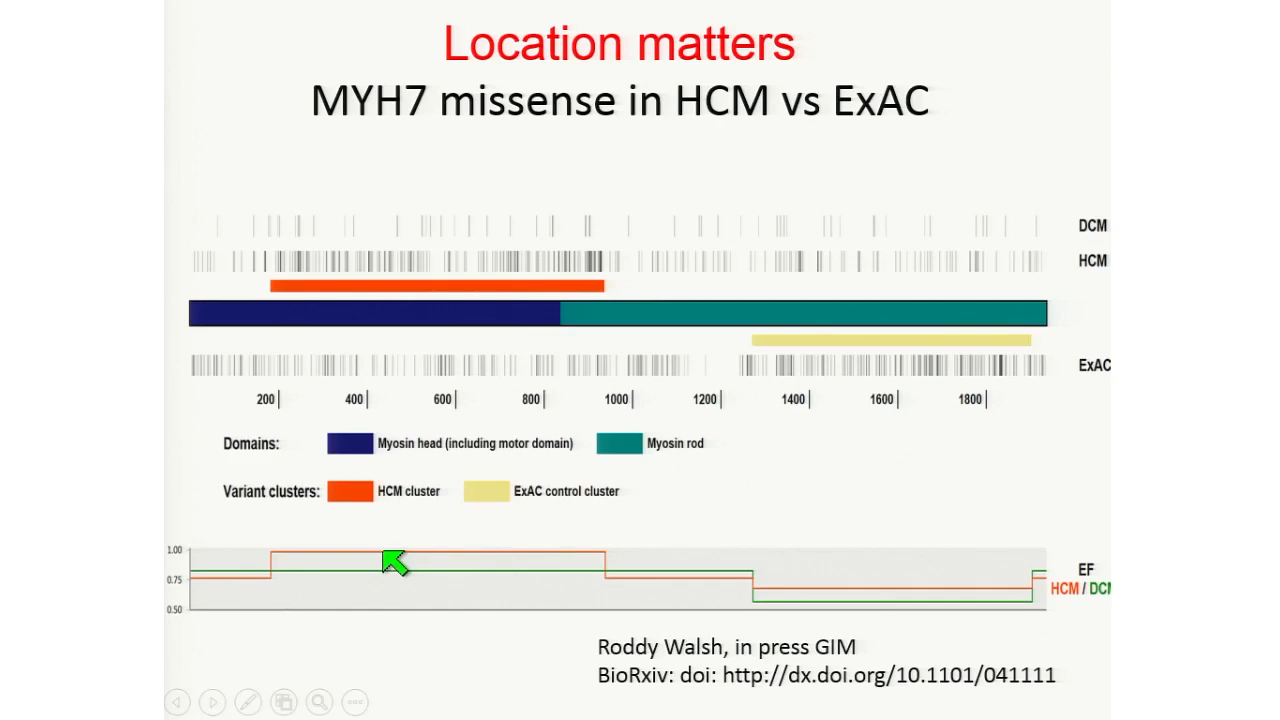 Location matters
MYH7 missense in HCM vs ExAC
DCM
HCM
ExAC
200 400 600 800 1000 1200 1400 1600 1800
Domains: Myosin head (including motor domain) Myosin rod
Variant clusters: HCM cluster ExAC control cluster
1.00
0.75
0.50
EF
HCM / DCM
Roddy Walsh, in press GIM
BioRxiv: doi: http://dx.doi.org/10.1101/041111